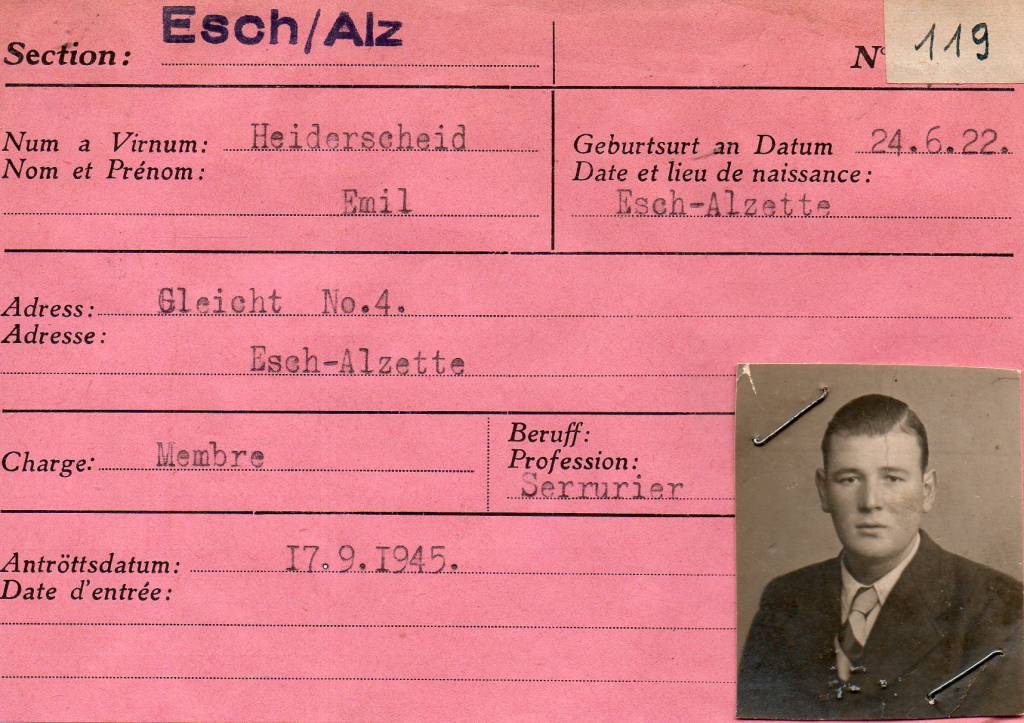 Section: Esch/Alz
N° 119
Num a Virnum: Heiderscheid
Nom et Prénom:
Emil
Geburtsurt an Datum 24.6.22.
Date et lieu de naissance:
Esch-Alzette
Adress: Gleicht No.4.
Adresse:
Esch-Alzette
Charge: Membre
Beruff:
Profession:
Serrurier
Antröttsdatum: I7.9.I945.
Date d'entrée: